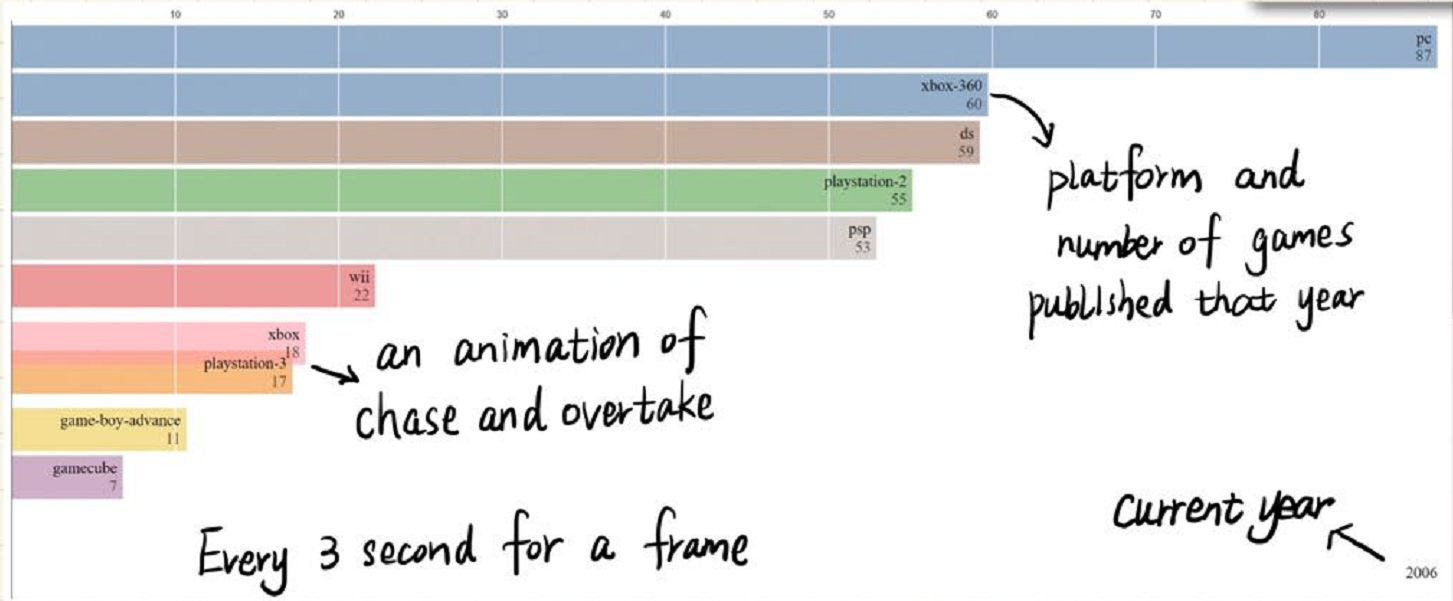 10 20 30 40 50 60 70 80
pc
87
xbox-360
60
ds
59
playstation-2
55
psp
53
wii
22
xbox
18
playstation-3
17
game-boy-advance
11
gamecube
7
platform and
number of games
published that year
an animation of
chase and overtake
Every 3 second for a frame
Current year
2006